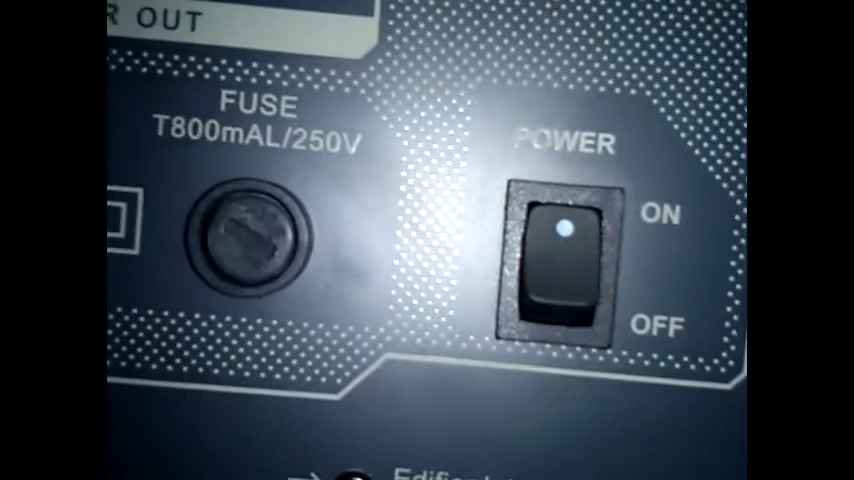 R OUT
FUSE
T800mAL/250V
POWER
ON
OFF